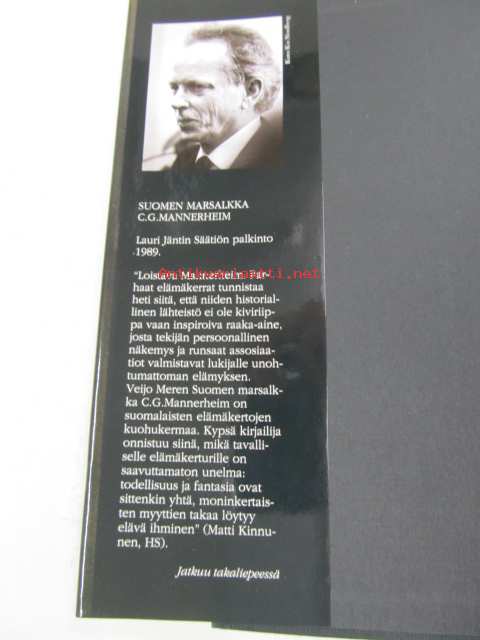 SUOMEN MARSALKKA
C.G.MANNERHEIM
Lauri Jäntin Säätiön palkinto
1989.
"Loistava Mannerheim. Par-
haat elämäkerrat tunnistaa
heti siitä, että niiden historial-
linen lähteistö ei ole kiviriip-
pa vaan inspiroiva raaka-aine,
josta tekijän persoonallinen
näkemys ja runsaat assosiaa-
tiot valmistavat lukijalle unoh-
tumattoman elämyksen.
Veijo Meren Suomen marsalk-
ka C.G.Mannerheim on
suomalaisten elämäkertojen
kuohukermaa. Kypsä kirjailija
onnistuu siinä, mikä tavalli-
selle elämäkerturille on
saavuttamaton unelma:
todellisuus ja fantasia ovat
sittenkin yhtä, moninkertais-
ten myyttien takaa löytyy
elävä ihminen" (Matti Kinnu-
nen, HS).
Jatkuu takaliepeessä